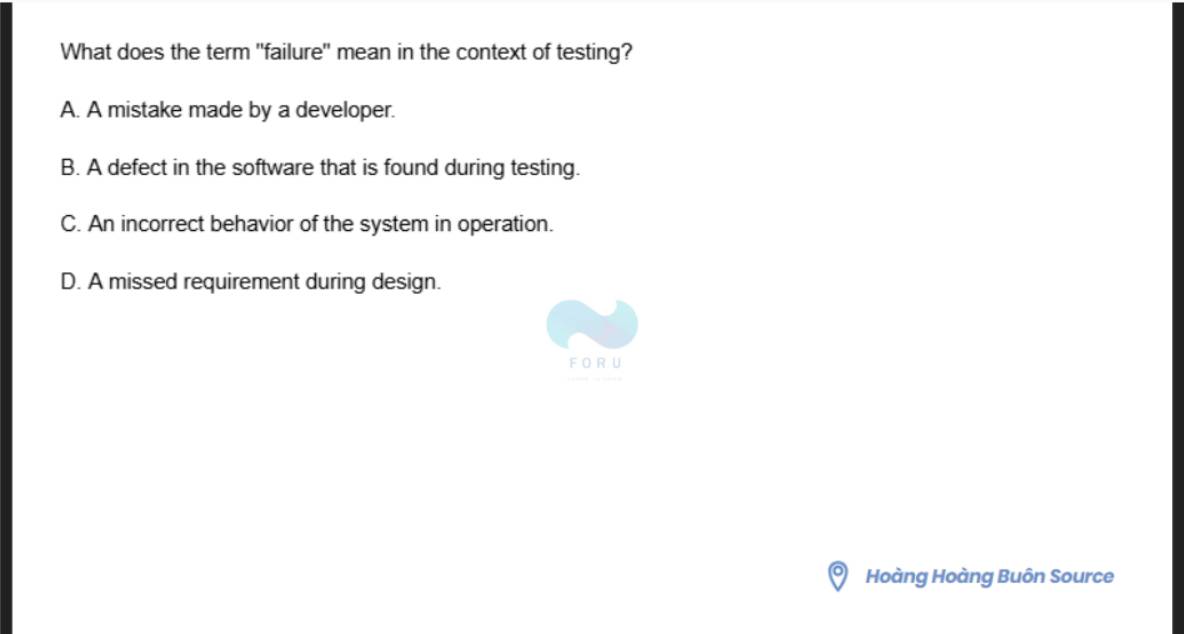 What does the term "failure" mean in the context of testing?
A. A mistake made by a developer.
B. A defect in the software that is found during testing.
C. An incorrect behavior of the system in operation.
D. A missed requirement during design.
FORU
Hoàng Hoàng Buôn Source